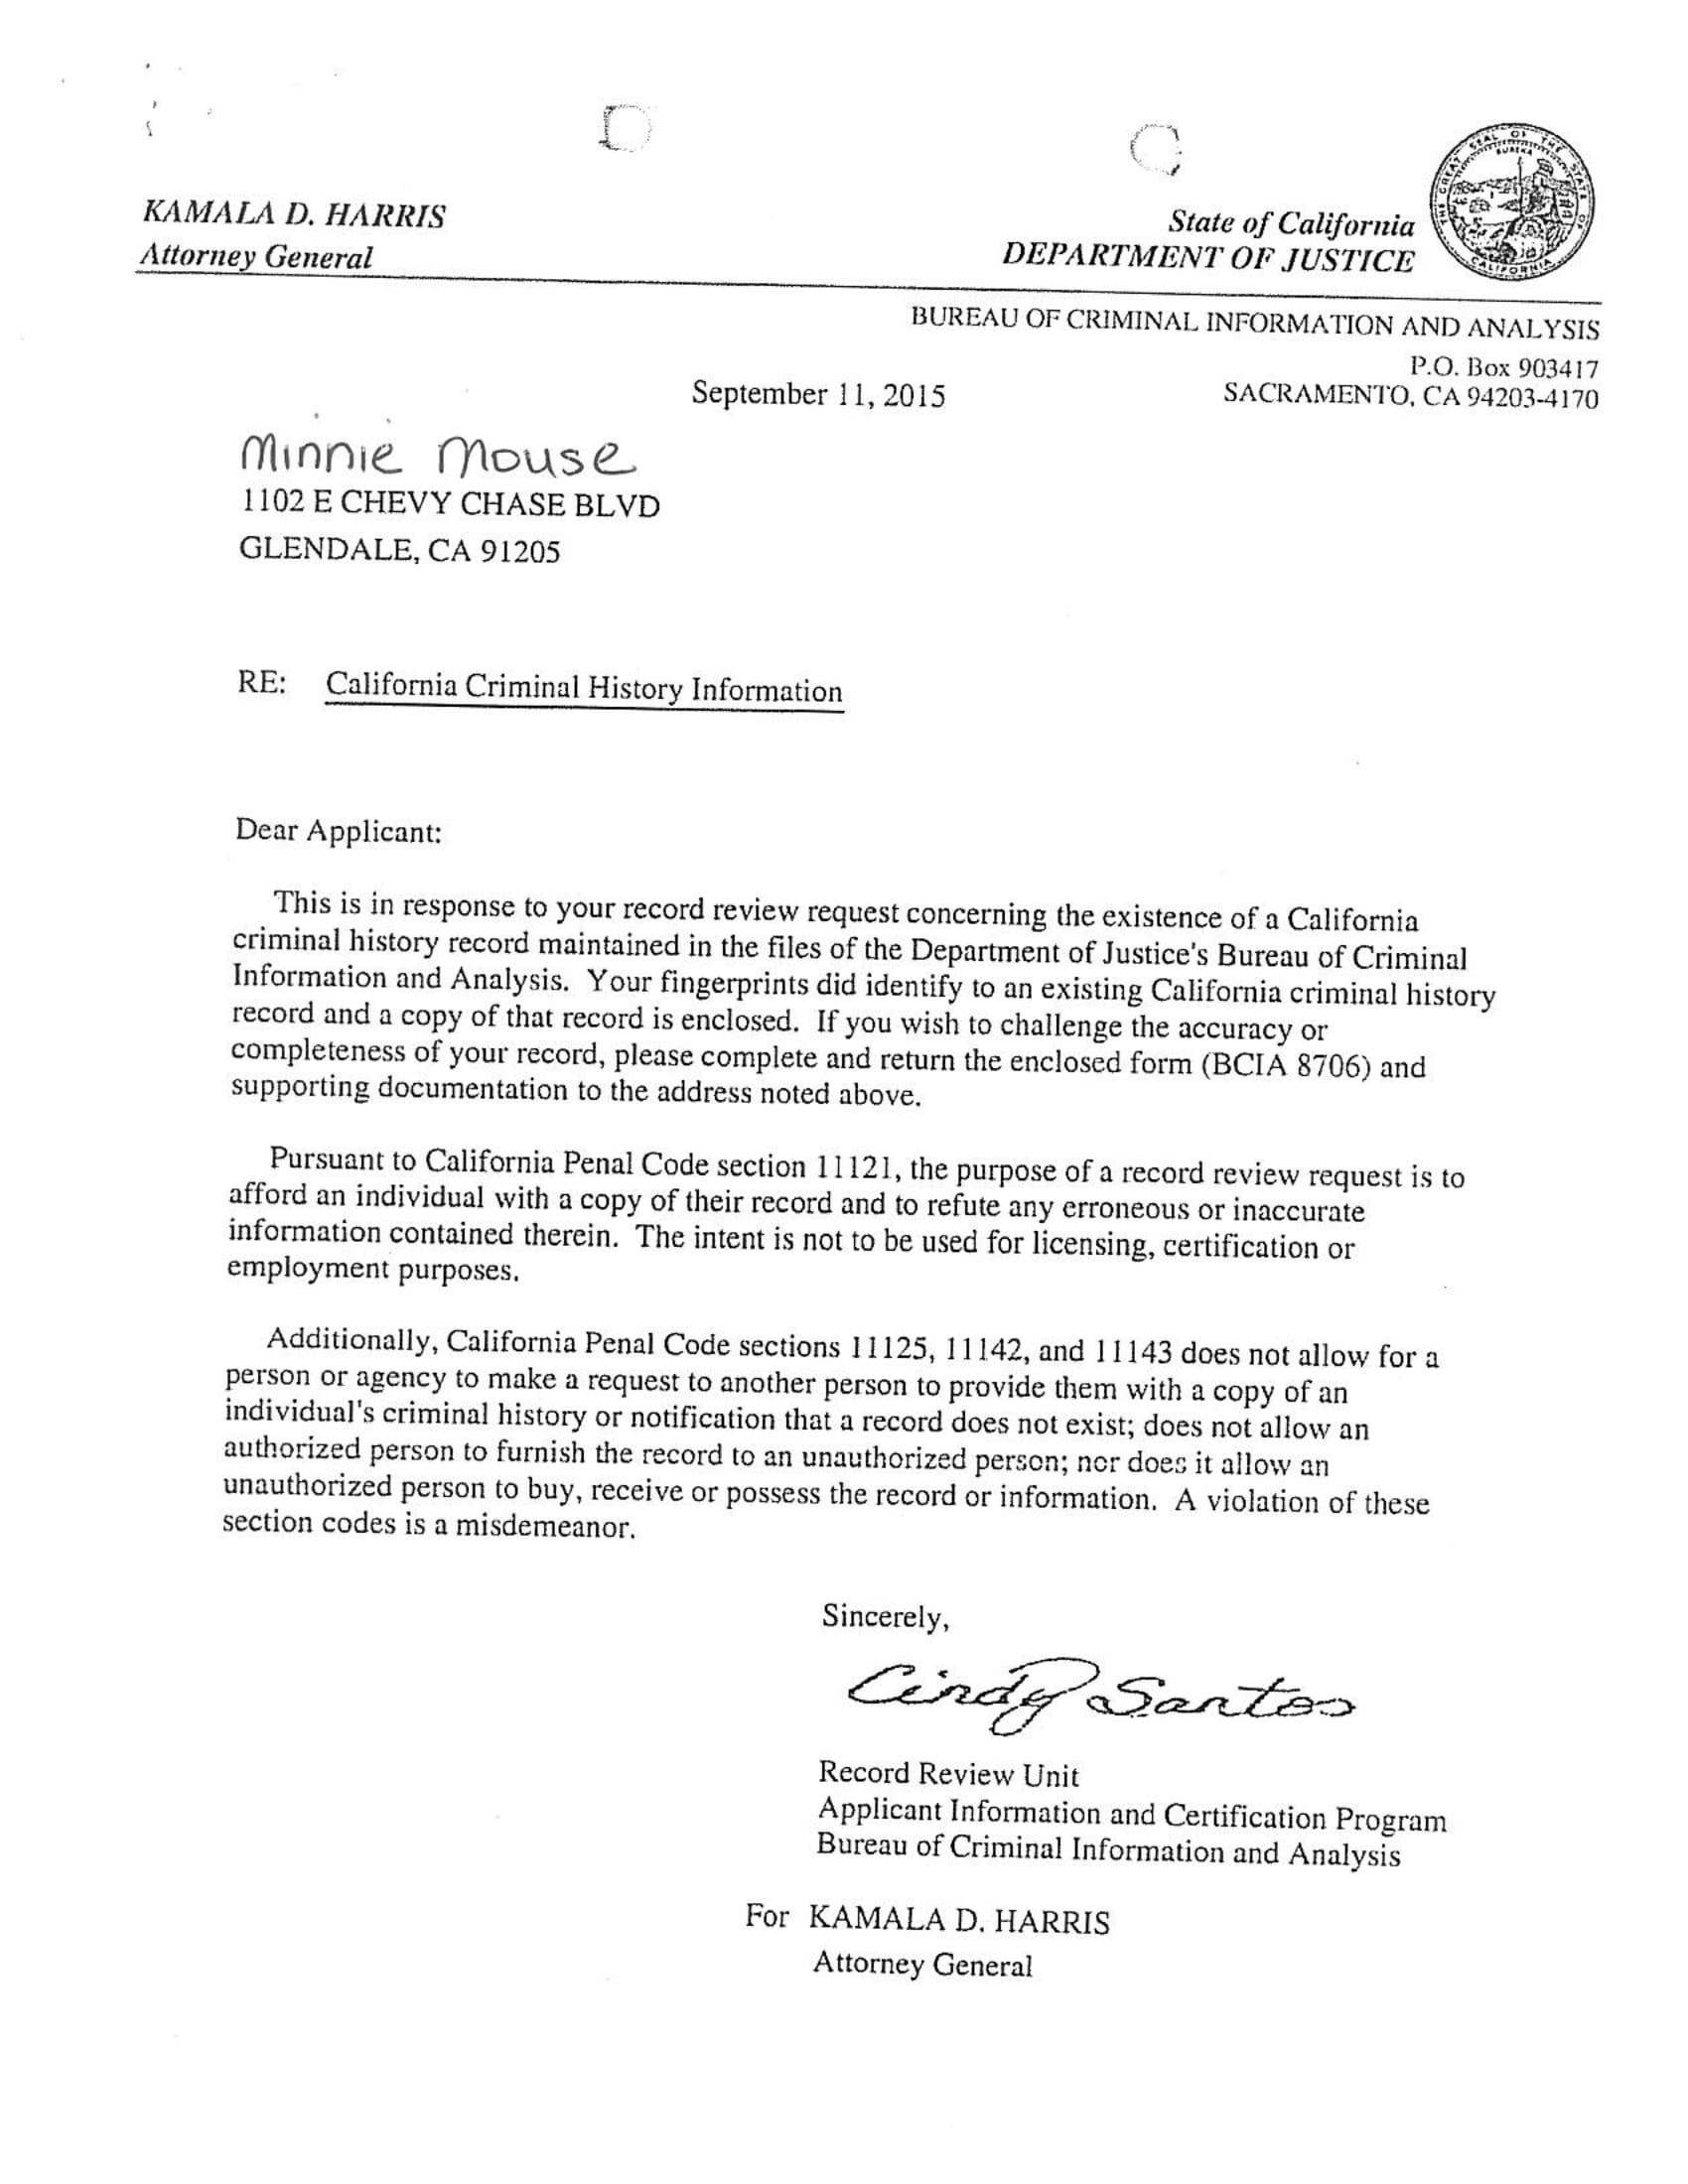 KAMALA D. HARRIS
Attorney General
State of California
DEPARTMENT OF JUSTICE
THE GREAT SEAL OF THE STATE OF CALIFORNIA
EUREKA
BUREAU OF CRIMINAL INFORMATION AND ANALYSIS
P.O. Box 903417
SACRAMENTO, CA 94203-4170
September 11, 2015
Minnie Mouse
1102 E CHEVY CHASE BLVD
GLENDALE, CA 91205
RE: California Criminal History Information
Dear Applicant:
This is in response to your record review request concerning the existence of a California
criminal history record maintained in the files of the Department of Justice's Bureau of Criminal
Information and Analysis. Your fingerprints did identify to an existing California criminal history
record and a copy of that record is enclosed. If you wish to challenge the accuracy or
completeness of your record, please complete and return the enclosed form (BCIA 8706) and
supporting documentation to the address noted above.
Pursuant to California Penal Code section 11121, the purpose of a record review request is to
afford an individual with a copy of their record and to refute any erroneous or inaccurate
information contained therein. The intent is not to be used for licensing, certification or
employment purposes.
Additionally, California Penal Code sections 11125, 11142, and 11143 does not allow for a
person or agency to make a request to another person to provide them with a copy of an
individual's criminal history or notification that a record does not exist; does not allow an
authorized person to furnish the record to an unauthorized person; nor does it allow an
unauthorized person to buy, receive or possess the record or information. A violation of these
section codes is a misdemeanor.
Sincerely,
Cindy Santos
Record Review Unit
Applicant Information and Certification Program
Bureau of Criminal Information and Analysis
For KAMALA D. HARRIS
Attorney General